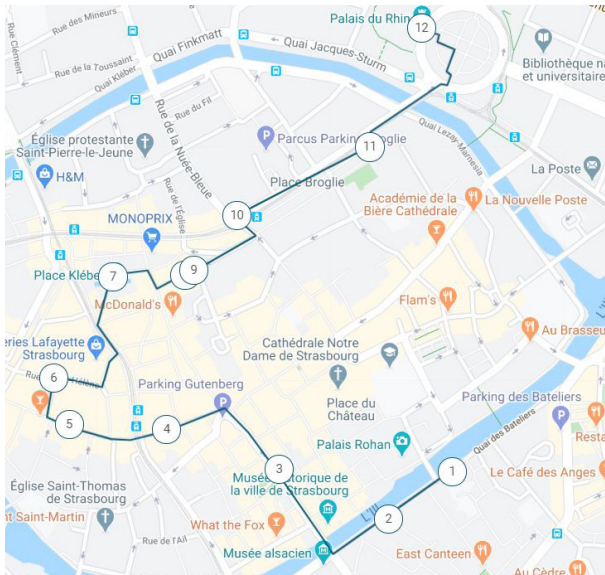 Palais du Rhin
12
Rue des Mineurs
Quai Finkmatt
Quai Jacques-Sturm
Rue Clément
Rue de la Toussaint
Quai Kléber
Bibliothèque na
et universitaire
Rue du Fil
Rue de la Nuée-Bleue
Quai Lezay-Marnésia
Église protestante
Saint-Pierre-le-Jeune
Parcus Parking Broglie
11
La Poste
H&M
Place Broglie
Rue de l'Église
Académie de la
Bière Cathédrale
La Nouvelle Poste
MONOPRIX
10
Place Kléber
7
9
McDonald's
Flam's
Au Brasseu
eries Lafayette
Strasbourg
Cathédrale Notre
Dame de Strasbourg
6
Hélène
Parking Gutenberg
Parking des Bateliers
Place du
Château
5
4
Quai des Bateliers
Palais Rohan
Resta
3
1
Musée historique de
la ville de Strasbourg
Le Café des Anges
Église Saint-Thomas
de Strasbourg
L'Ill
nt Saint-Martin
What the Fox
2
Rue de l'Ail
Musée alsacien
East Canteen
Au Cèdre